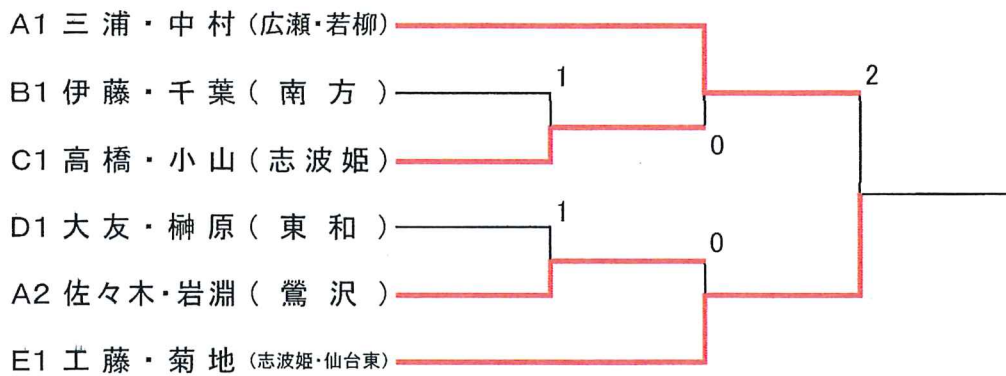 A1 三浦・中村(広瀬・若柳)
B1 伊藤・千葉(南方)
C1 高橋・小山(志波姫)
D1 大友・榊原(東和)
A2 佐々木・岩淵(鶯沢)
E1 工藤・菊地(志波姫・仙台東)
1
2
0
1
0